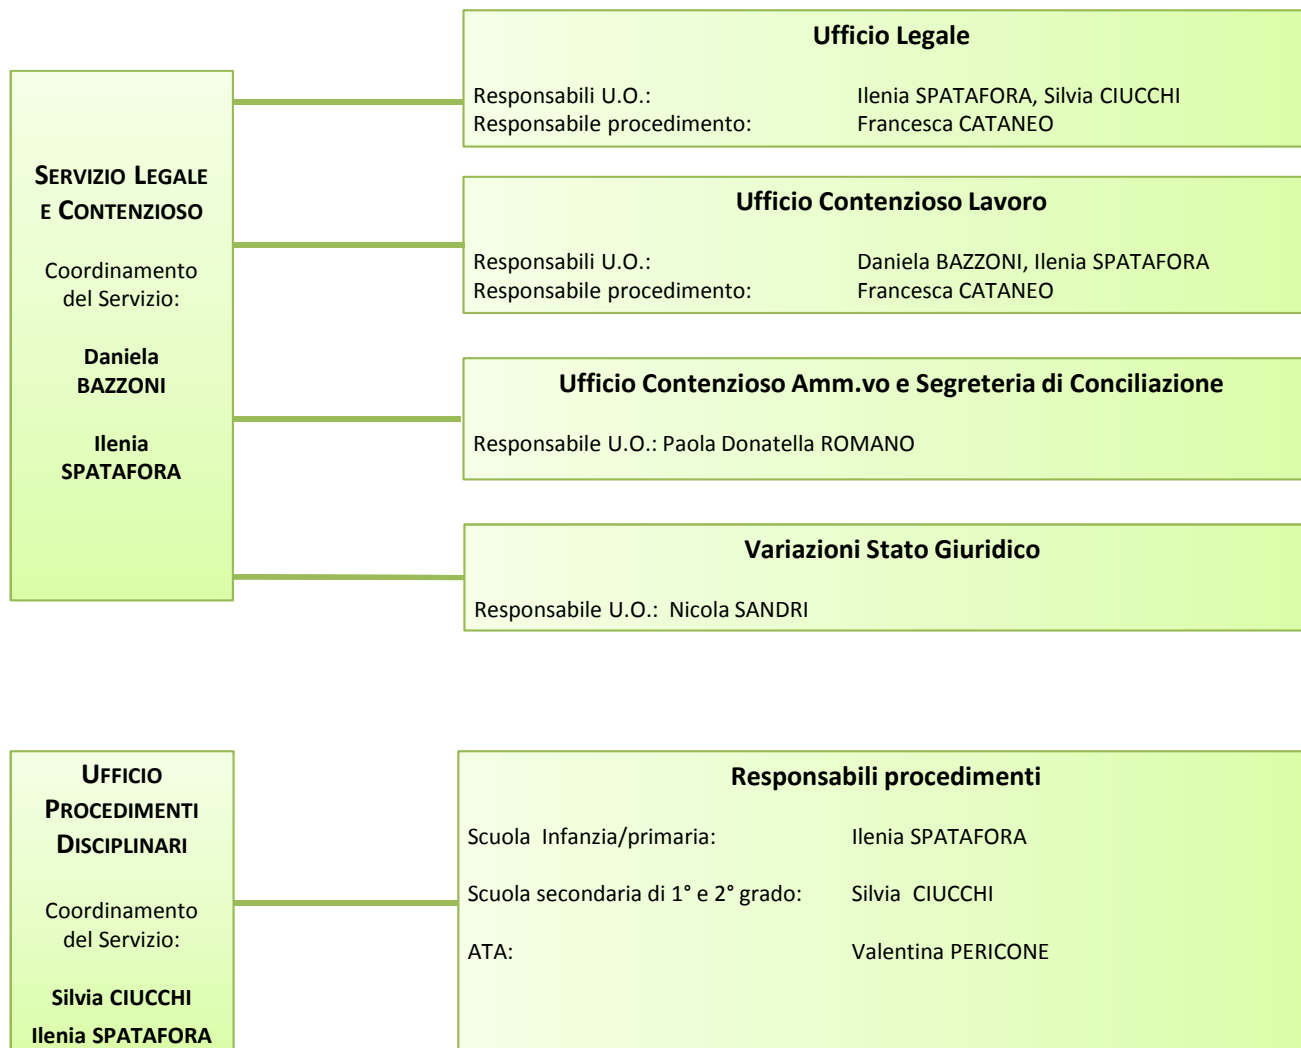 SERVIZIO LEGALE
E CONTENZIOSO
Coordinamento
del Servizio:
Daniela
BAZZONI
Ilenia
SPATAFORA
Ufficio Legale
Responsabili U.O.: Ilenia SPATAFORA, Silvia CIUCCHI
Responsabile procedimento: Francesca CATANEO
Ufficio Contenzioso Lavoro
Responsabili U.O.: Daniela BAZZONI, Ilenia SPATAFORA
Responsabile procedimento: Francesca CATANEO
Ufficio Contenzioso Amm.vo e Segreteria di Conciliazione
Responsabile U.O.: Paola Donatella ROMANO
Variazioni Stato Giuridico
Responsabile U.O.: Nicola SANDRI
UFFICIO
PROCEDIMENTI
DISCIPLINARI
Coordinamento
del Servizio:
Silvia CIUCCHI
Ilenia SPATAFORA
Responsabili procedimenti
Scuola Infanzia/primaria: Ilenia SPATAFORA
Scuola secondaria di 1° e 2° grado: Silvia CIUCCHI
ATA: Valentina PERICONE